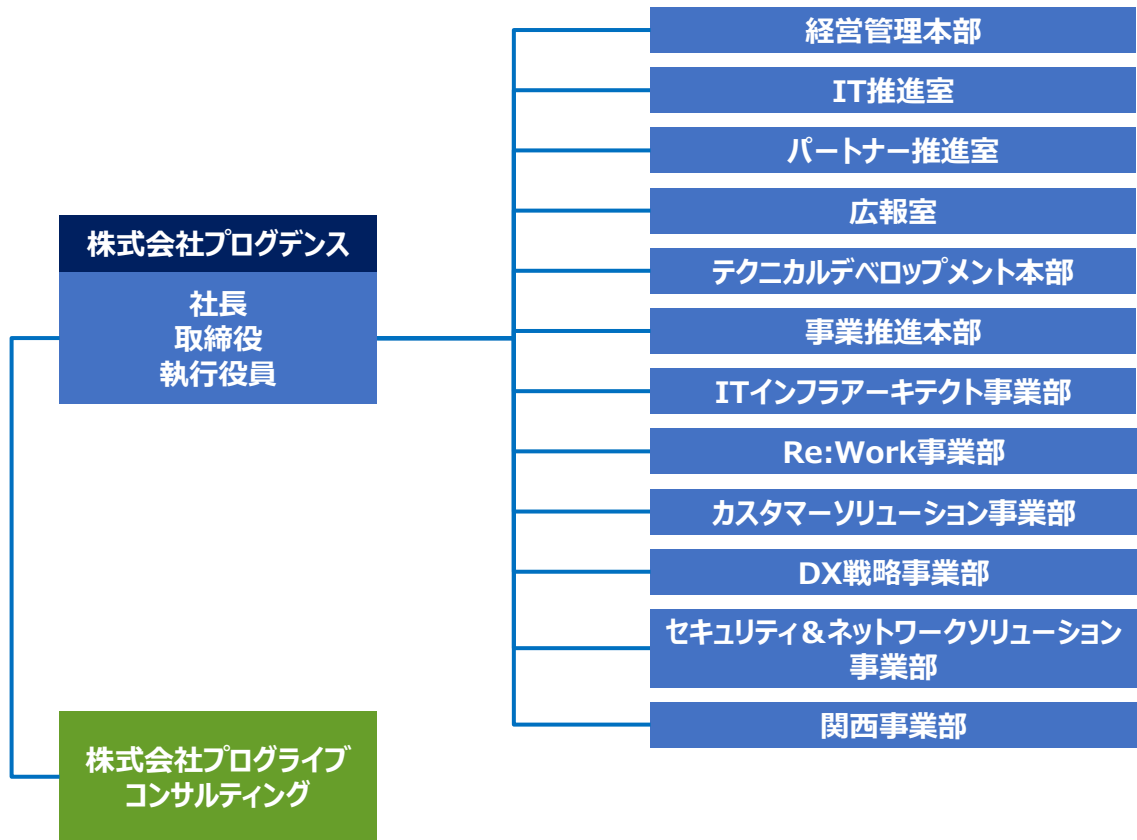 株式会社プログデンス
社長
取締役
執行役員
株式会社プログライブ
コンサルティング
経営管理本部
IT推進室
パートナー推進室
広報室
テクニカルデベロップメント本部
事業推進本部
ITインフラアーキテクト事業部
Re:Work事業部
カスタマーソリューション事業部
DX戦略事業部
セキュリティ&ネットワークソリューション
事業部
関西事業部